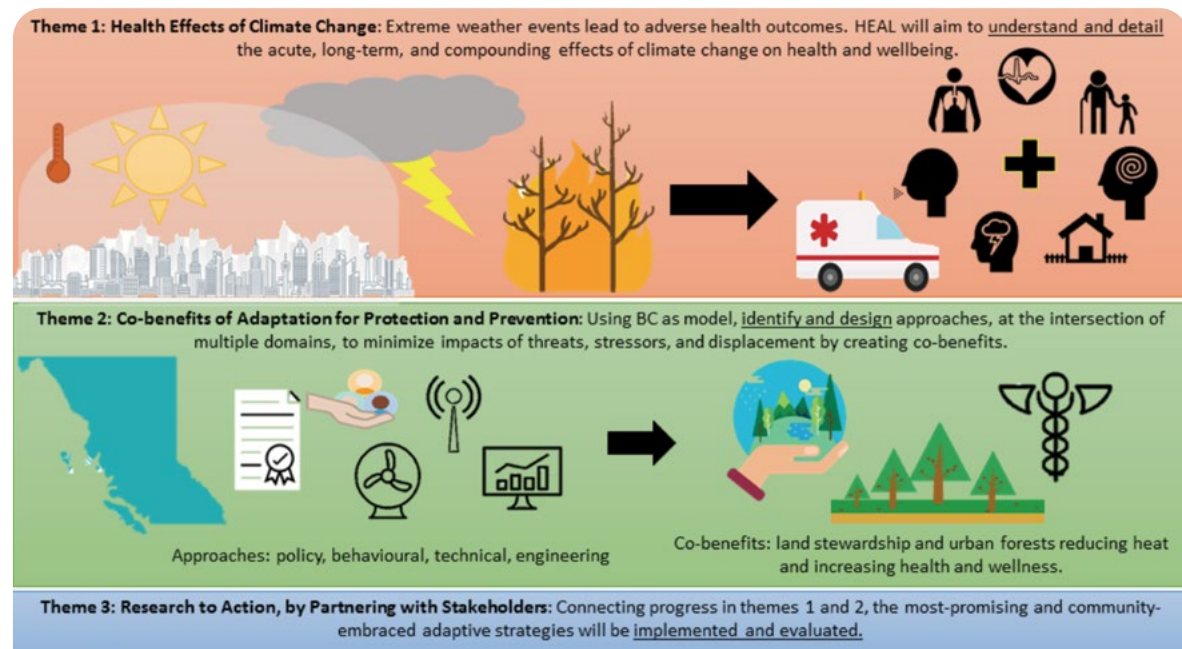 Theme 1: Health Effects of Climate Change: Extreme weather events lead to adverse health outcomes. HEAL will aim to understand and detail
the acute, long-term, and compounding effects of climate change on health and wellbeing.
Theme 2: Co-benefits of Adaptation for Protection and Prevention: Using BC as model, identify and design approaches, at the intersection of
multiple domains, to minimize impacts of threats, stressors, and displacement by creating co-benefits.
Approaches: policy, behavioural, technical, engineering
Co-benefits: land stewardship and urban forests reducing heat
and increasing health and wellness.
Theme 3: Research to Action, by Partnering with Stakeholders: Connecting progress in themes 1 and 2, the most-promising and community-
embraced adaptive strategies will be implemented and evaluated.